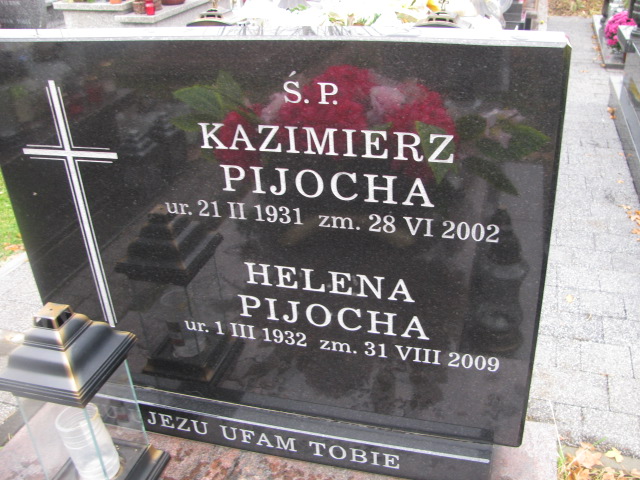 Ś. P.
KAZIMIERZ
PIJOCHA
ur. 21 II 1931 zm. 28 VI 2002
HELENA
PIJOCHA
ur. 1 III 1932 zm. 31 VIII 2009
JEZU UFAM TOBIE